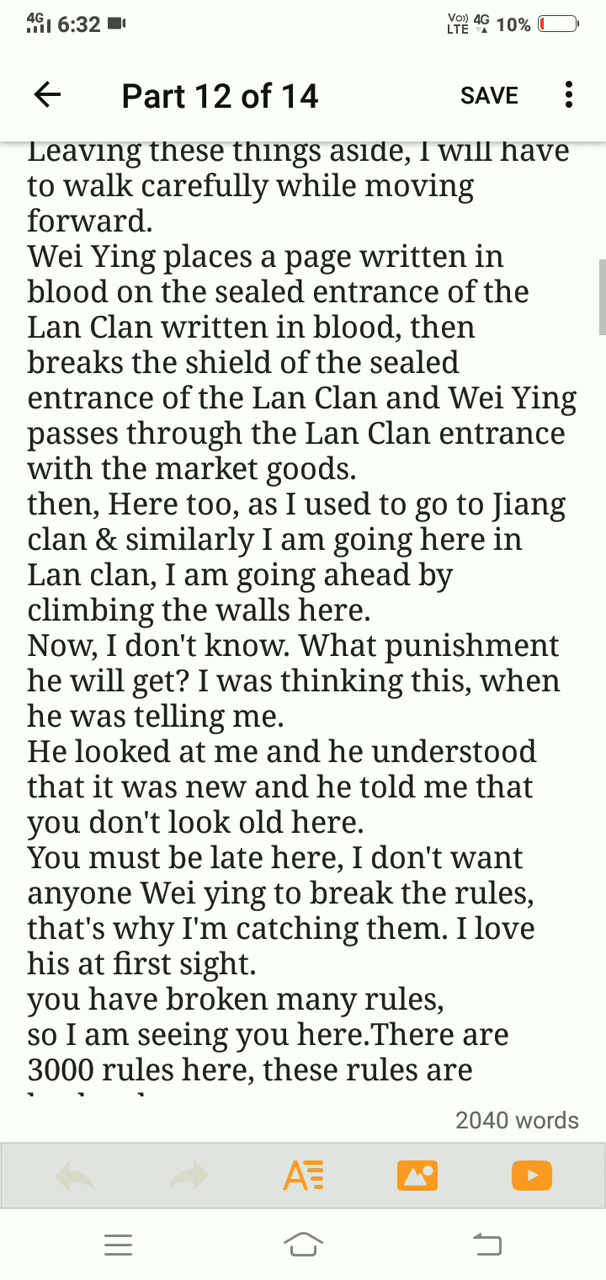 4G 6:32 Vo)) LTE 4G 10%
Part 12 of 14 SAVE
Leaving these things aside, I will have
to walk carefully while moving
forward.
Wei Ying places a page written in
blood on the sealed entrance of the
Lan Clan written in blood, then
breaks the shield of the sealed
entrance of the Lan Clan and Wei Ying
passes through the Lan Clan entrance
with the market goods.
then, Here too, as I used to go to Jiang
clan & similarly I am going here in
Lan clan, I am going ahead by
climbing the walls here.
Now, I don't know. What punishment
he will get? I was thinking this, when
he was telling me.
He looked at me and he understood
that it was new and he told me that
you don't look old here.
You must be late here, I don't want
anyone Wei ying to break the rules,
that's why I'm catching them. I love
his at first sight.
you have broken many rules,
so I am seeing you here.There are
3000 rules here, these rules are
2040 words
A